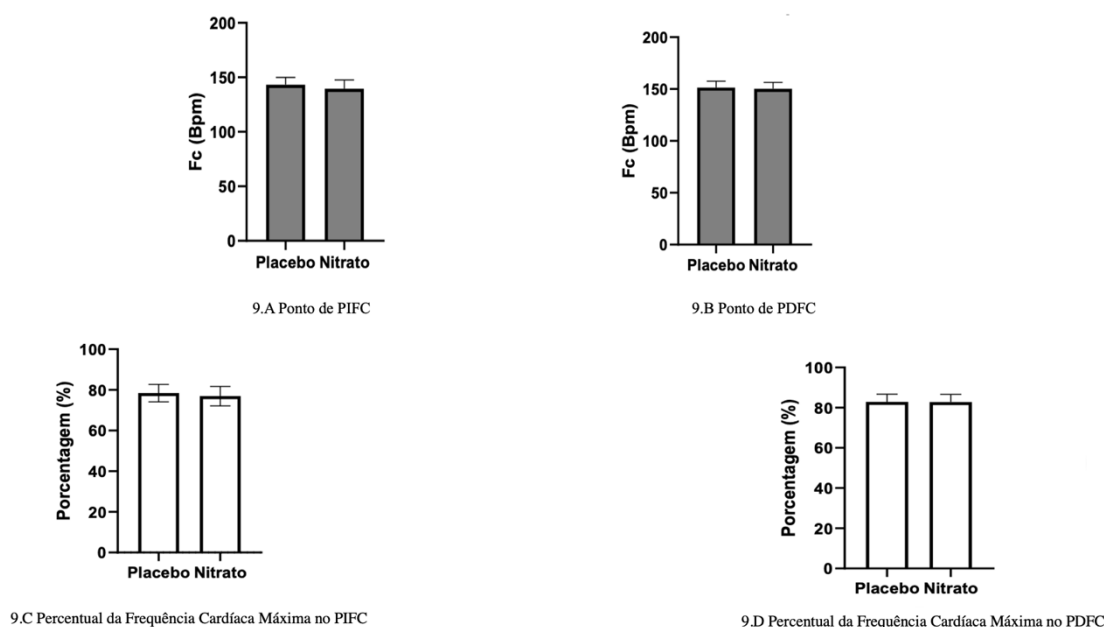 200
150
100
50
0
Fc (Bpm)
Placebo Nitrato
9.A Ponto de PIFC
200
150
100
50
0
Fc (Bpm)
Placebo Nitrato
9.B Ponto de PDFC
100
80
60
40
20
0
Porcentagem (%)
Placebo Nitrato
9.C Percentual da Frequência Cardíaca Máxima no PIFC
100
80
60
40
20
0
Porcentagem (%)
Placebo Nitrato
9.D Percentual da Frequência Cardíaca Máxima no PDFC